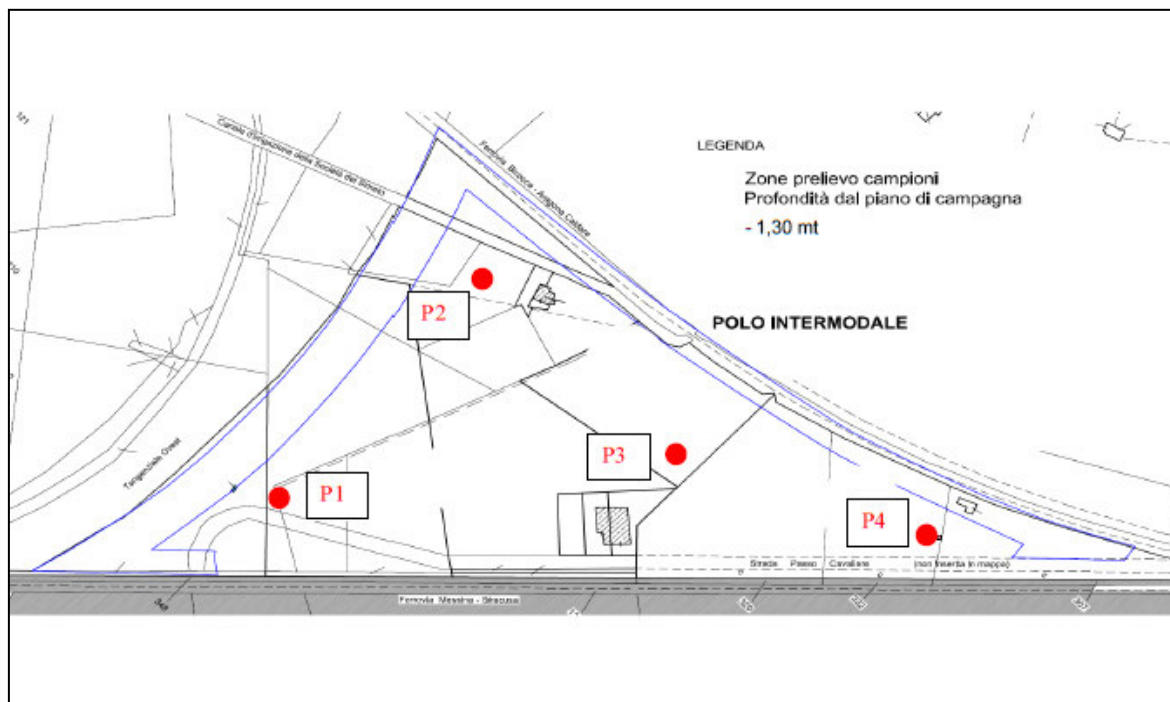 121
Canale d'irrigazione della Società del Simeto
Ferrovia Bicocca -
LEGENDA
Zone prelievo campioni
Profondità dal piano di campagna
- 1,30 mt
POLO INTERMODALE
P2
P3
P1
P4
Tangenziale Ovest
Strada Passo Cavaliere (non inserita in mappa)
Ferrovia Messina - Siracusa
348